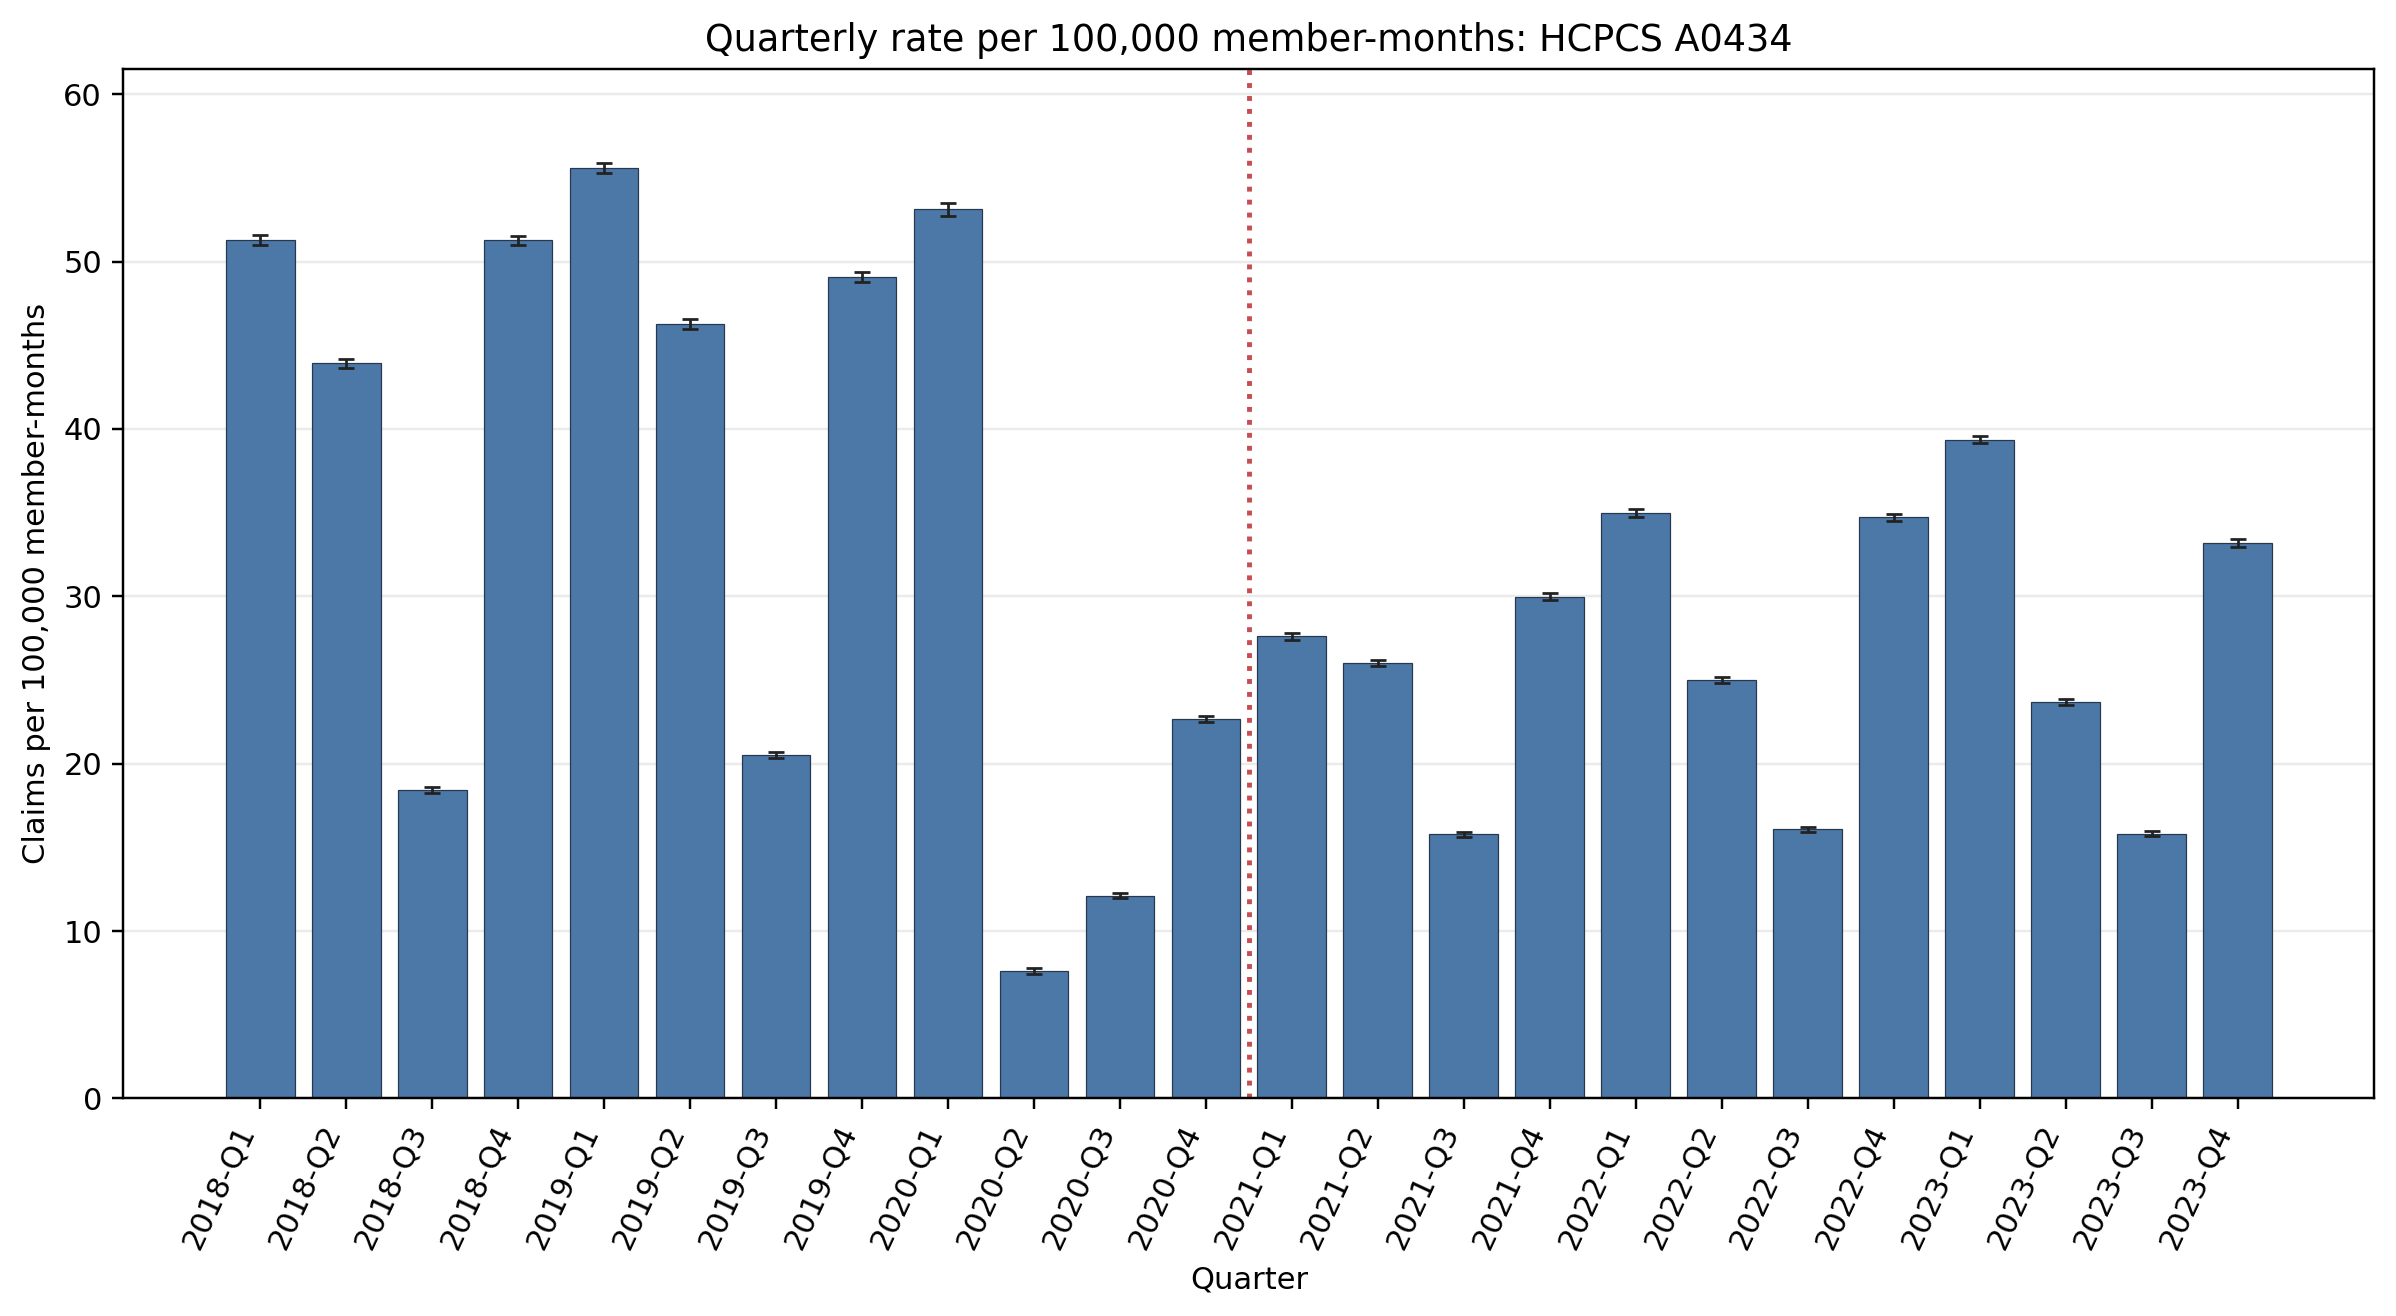 Quarterly rate per 100,000 member-months: HCPCS A0434
Claims per 100,000 member-months
60
50
40
30
20
10
0
2018-Q1
2018-Q2
2018-Q3
2018-Q4
2019-Q1
2019-Q2
2019-Q3
2019-Q4
2020-Q1
2020-Q2
2020-Q3
2020-Q4
2021-Q1
2021-Q2
2021-Q3
2021-Q4
2022-Q1
2022-Q2
2022-Q3
2022-Q4
2023-Q1
2023-Q2
2023-Q3
2023-Q4
Quarter